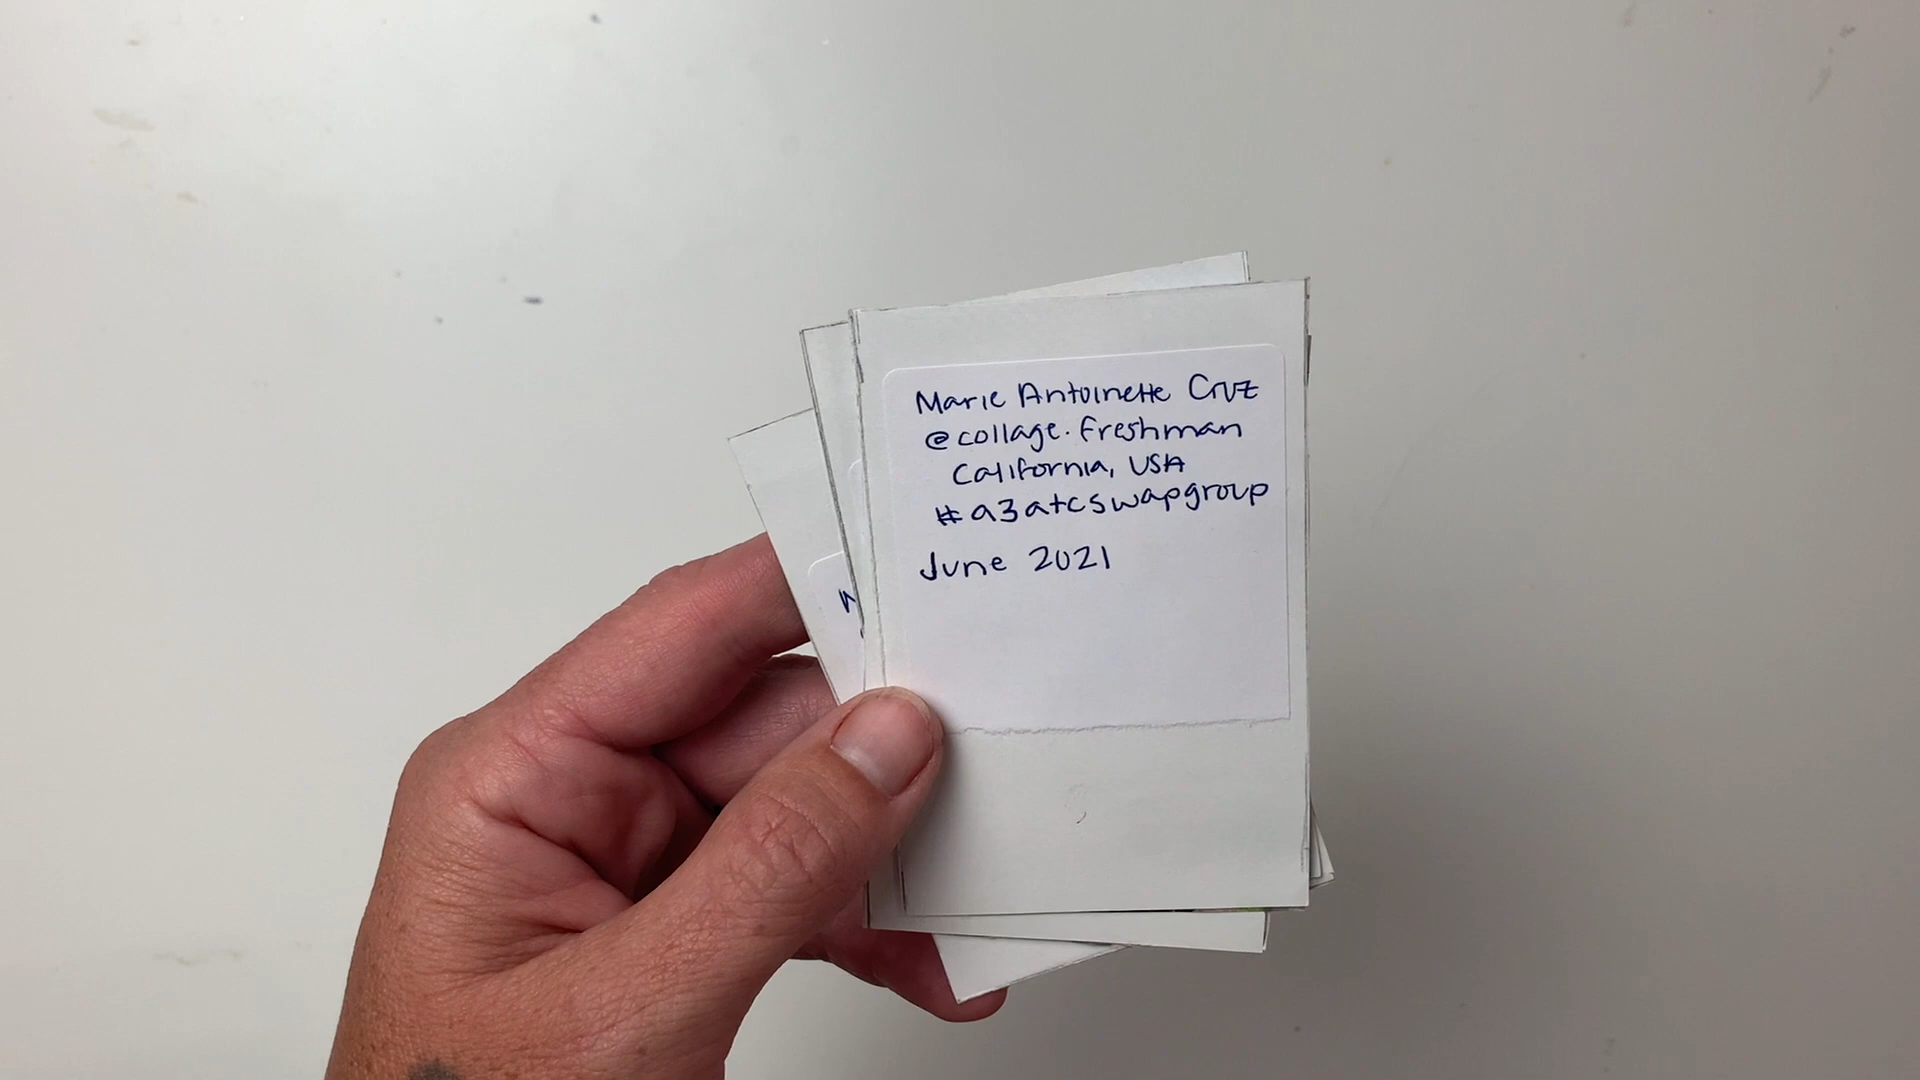 Marie Antoinette Cruz
@collage.freshman
California, USA
#a3atcswapgroup
June 2021